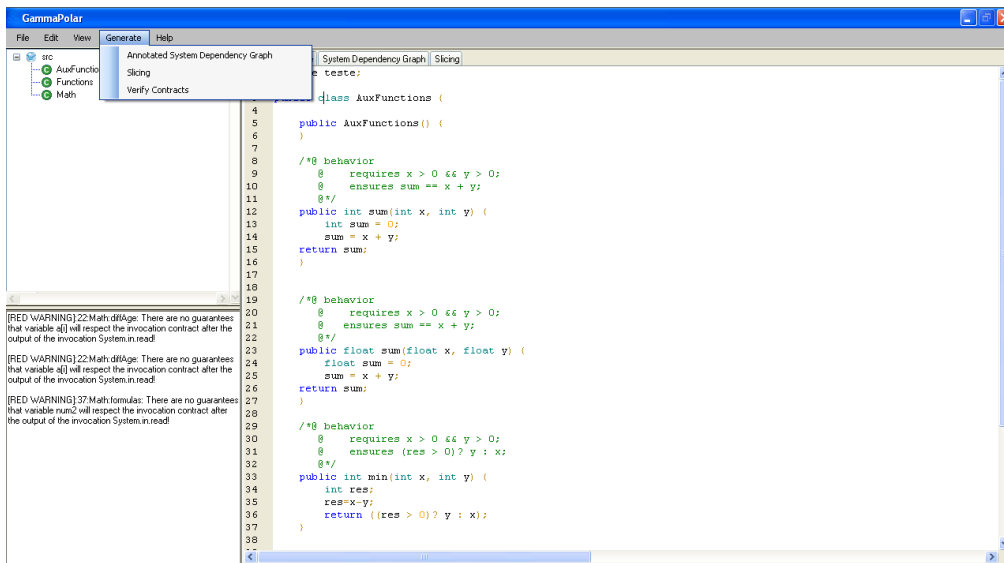 GammaPolar
File Edit View Generate Help
Annotated System Dependency Graph
Slicing
Verify Contracts
src
AuxFunctio
Functions
Math
System Dependency Graph Slicing
teste;
3 class AuxFunctions {
4
5 public AuxFunctions() {
6 }
7
8 /*@ behavior
9 @ requires x > 0 && y > 0;
10 @ ensures sum == x + y;
11 @*/
12 public int sum(int x, int y) {
13 int sum = 0;
14 sum = x + y;
15 return sum;
16 }
17
18
19 /*@ behavior
20 @ requires x > 0 && y > 0;
21 @ ensures sum == x + y;
22 @*/
23 public float sum(float x, float y) {
24 float sum = 0;
25 sum = x + y;
26 return sum;
27 }
28
29 /*@ behavior
30 @ requires x > 0 && y > 0;
31 @ ensures (res > 0)? y : x;
32 @*/
33 public int min(int x, int y) {
34 int res;
35 res=x-y;
36 return ((res > 0)? y : x);
37 }
38
[RED WARNING]:22:Math:diffAge: There are no guarantees
that variable a[i] will respect the invocation contract after the
output of the invocation System.in.read!
[RED WARNING]:22:Math:diffAge: There are no guarantees
that variable a[i] will respect the invocation contract after the
output of the invocation System.in.read!
[RED WARNING]:37:Math:formulas: There are no guarantees
that variable num2 will respect the invocation contract after
the output of the invocation System.in.read!